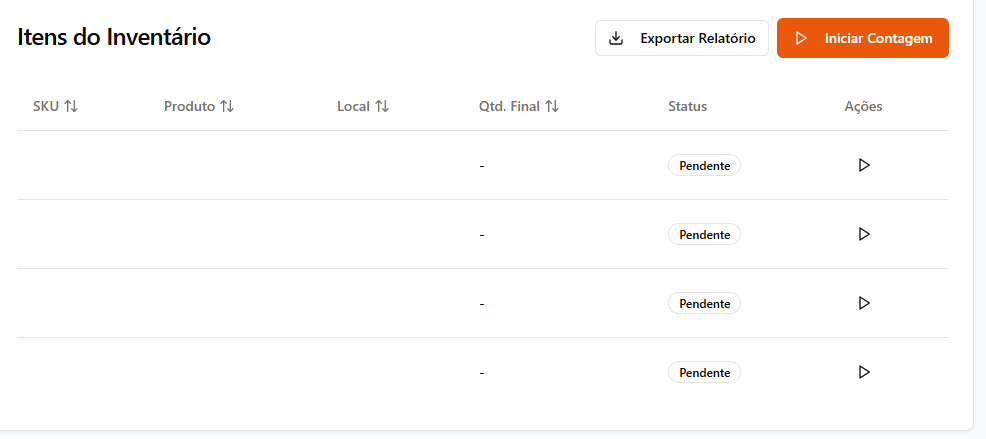 Itens do Inventário
Exportar Relatório
Iniciar Contagem
SKU Produto Local Qtd. Final Status Ações
- Pendente
- Pendente
- Pendente
- Pendente